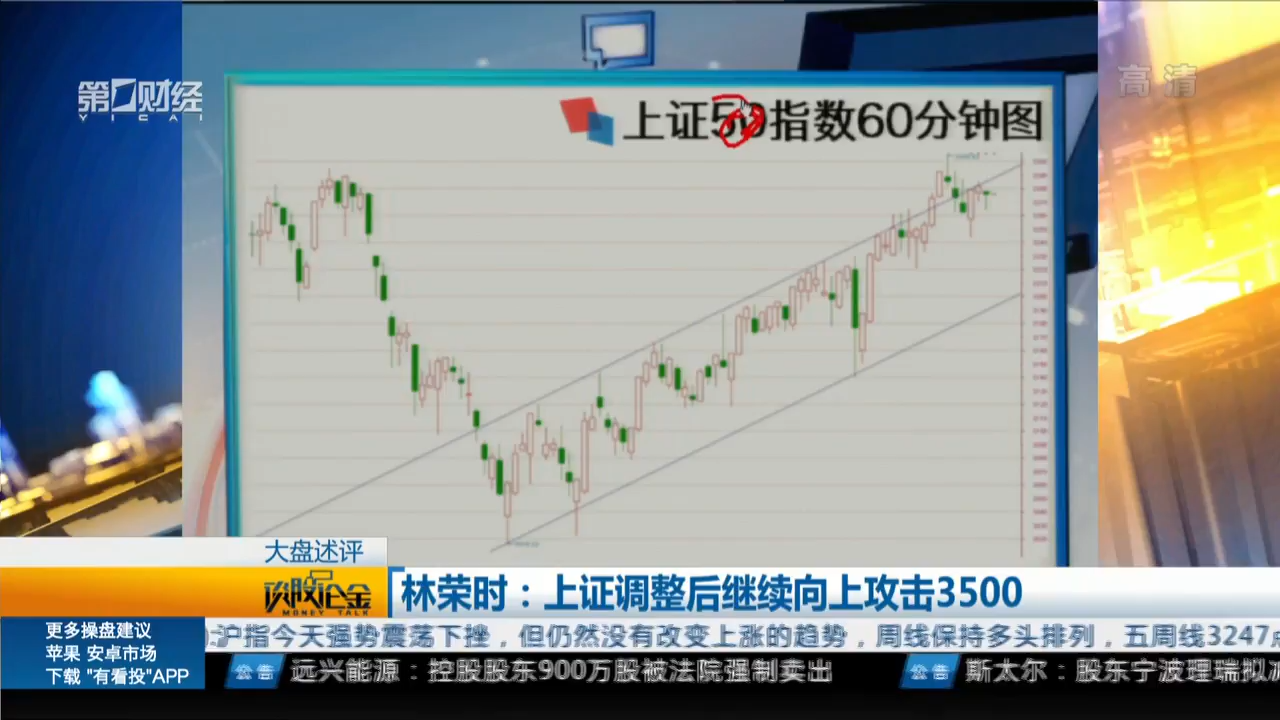 第一财经
YICAI
高清
上证50指数60分钟图
大盘述评
谈股论金
MONEY TALK
林荣时：上证调整后继续向上攻击3500
沪指今天强势震荡下挫，但仍然没有改变上涨的趋势，周线保持多头排列，五周线3247
更多操盘建议
苹果 安卓市场
下载 "有看投"APP
公告 远兴能源：控股股东900万股被法院强制卖出 公告 斯太尔：股东宁波理瑞拟